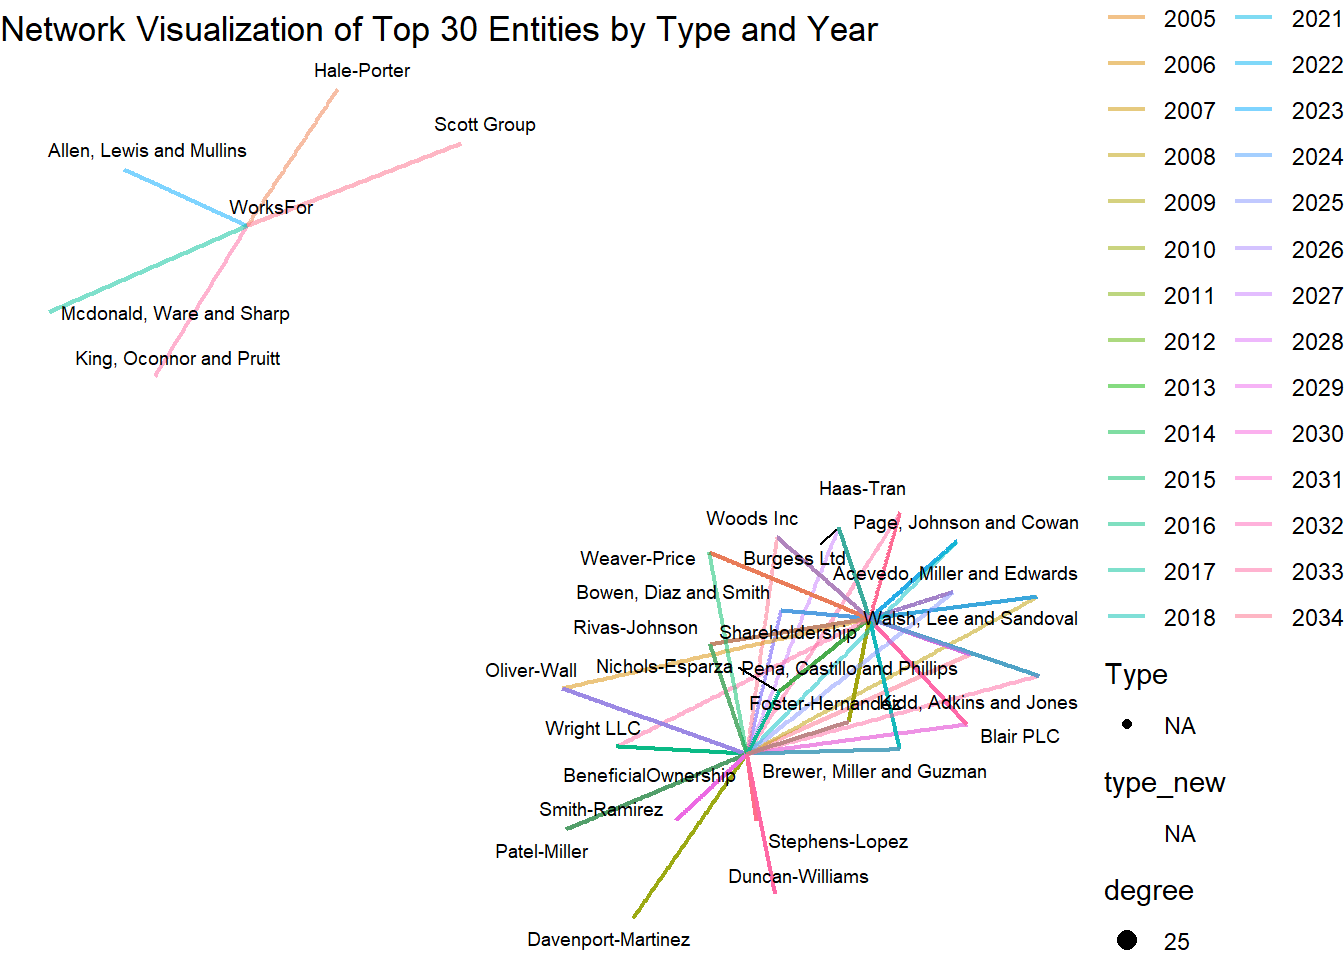 Network Visualization of Top 30 Entities by Type and Year
Hale-Porter
Scott Group
Allen, Lewis and Mullins
WorksFor
Mcdonald, Ware and Sharp
King, Oconnor and Pruitt
Haas-Tran
Woods Inc
Page, Johnson and Cowan
Weaver-Price
Burgess Ltd
Acevedo, Miller and Edwards
Bowen, Diaz and Smith
Walsh, Lee and Sandoval
Rivas-Johnson
Shareholdership
Oliver-Wall
Nichols-Esparza
Pena, Castillo and Phillips
Foster-Hernandez
Kidd, Adkins and Jones
Wright LLC
Blair PLC
BeneficialOwnership
Brewer, Miller and Guzman
Smith-Ramirez
Patel-Miller
Stephens-Lopez
Duncan-Williams
Davenport-Martinez
2005 2021
2006 2022
2007 2023
2008 2024
2009 2025
2010 2026
2011 2027
2012 2028
2013 2029
2014 2030
2015 2031
2016 2032
2017 2033
2018 2034
Type
NA
type_new
NA
degree
25